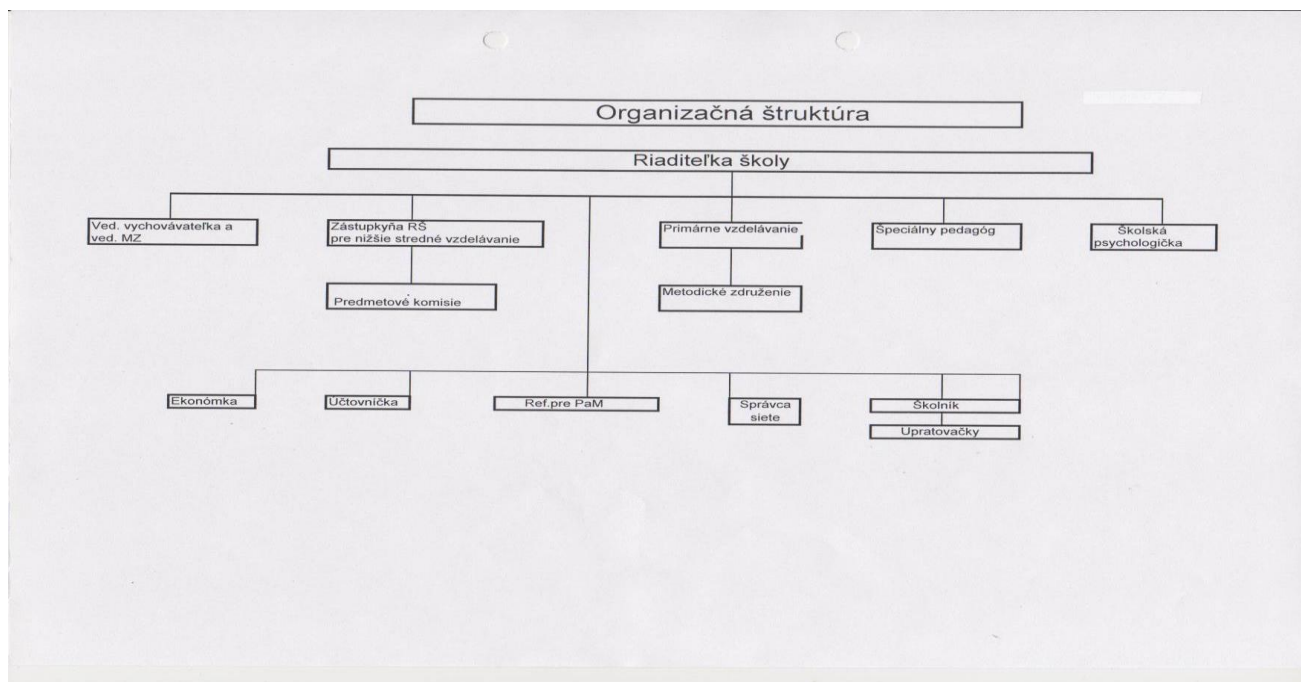 Organizačná štruktúra
Riaditeľka školy
Ved. vychovávateľka a
ved. MZ
Zástupkyňa RŠ
pre nižšie stredné vzdelávanie
Primárne vzdelávanie
Špeciálny pedagóg
Školská
psychologička
Predmetové komisie
Metodické združenie
Ekonómka
Účtovníčka
Ref.pre PaM
Správca
siete
Školník
Upratovačky